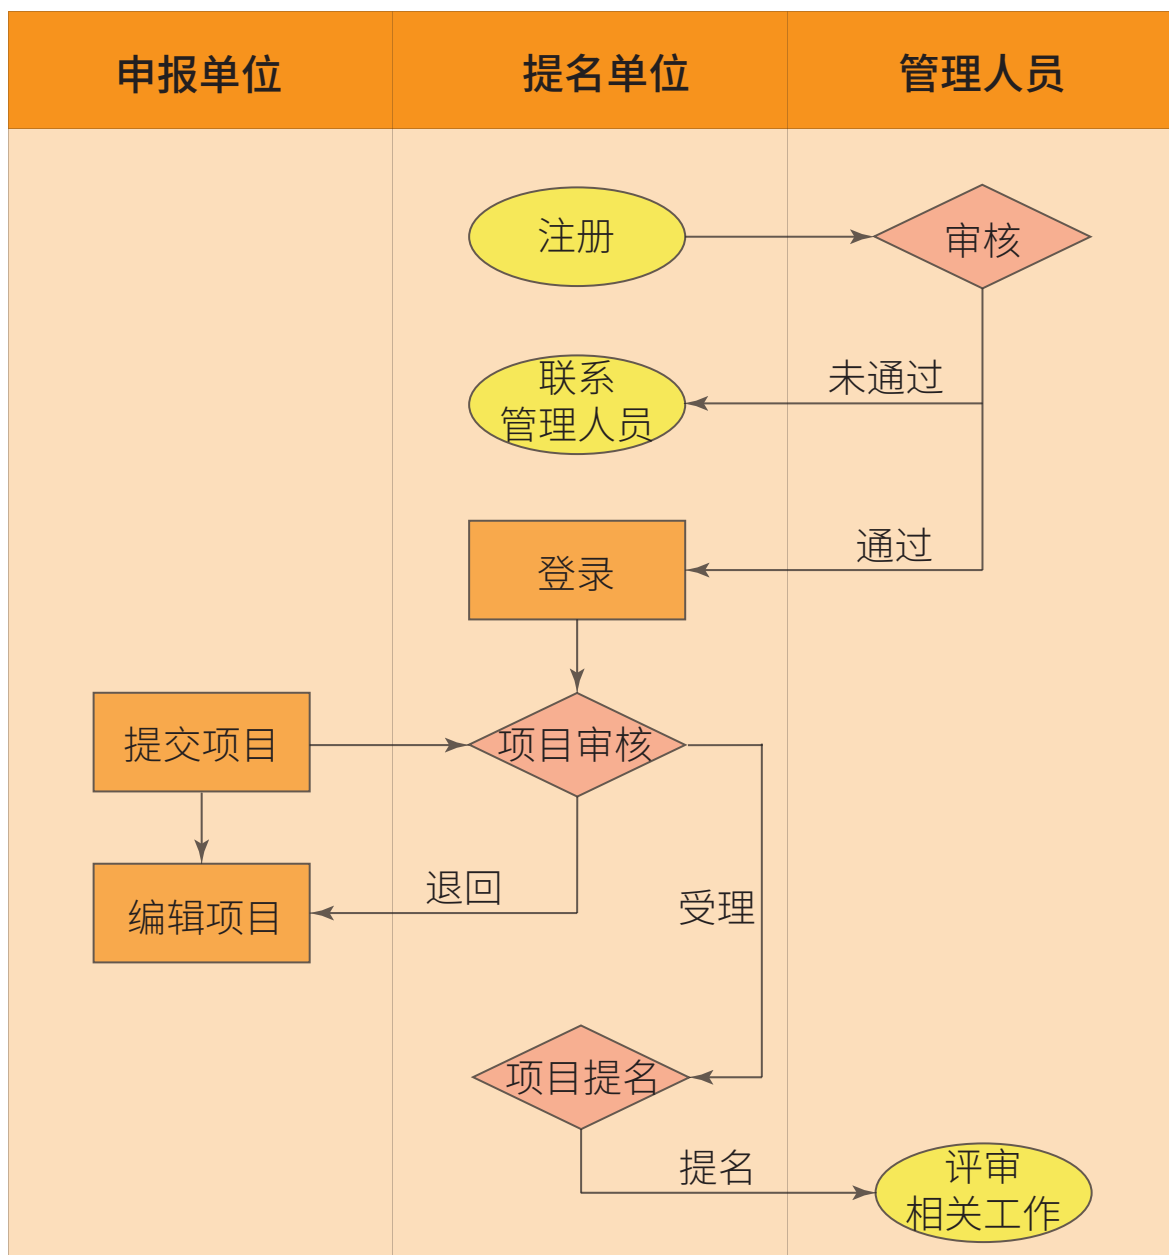 申报单位
提名单位
管理人员
注册
审核
未通过
联系
管理人员
通过
登录
提交项目
项目审核
退回
编辑项目
受理
项目提名
提名
评审
相关工作